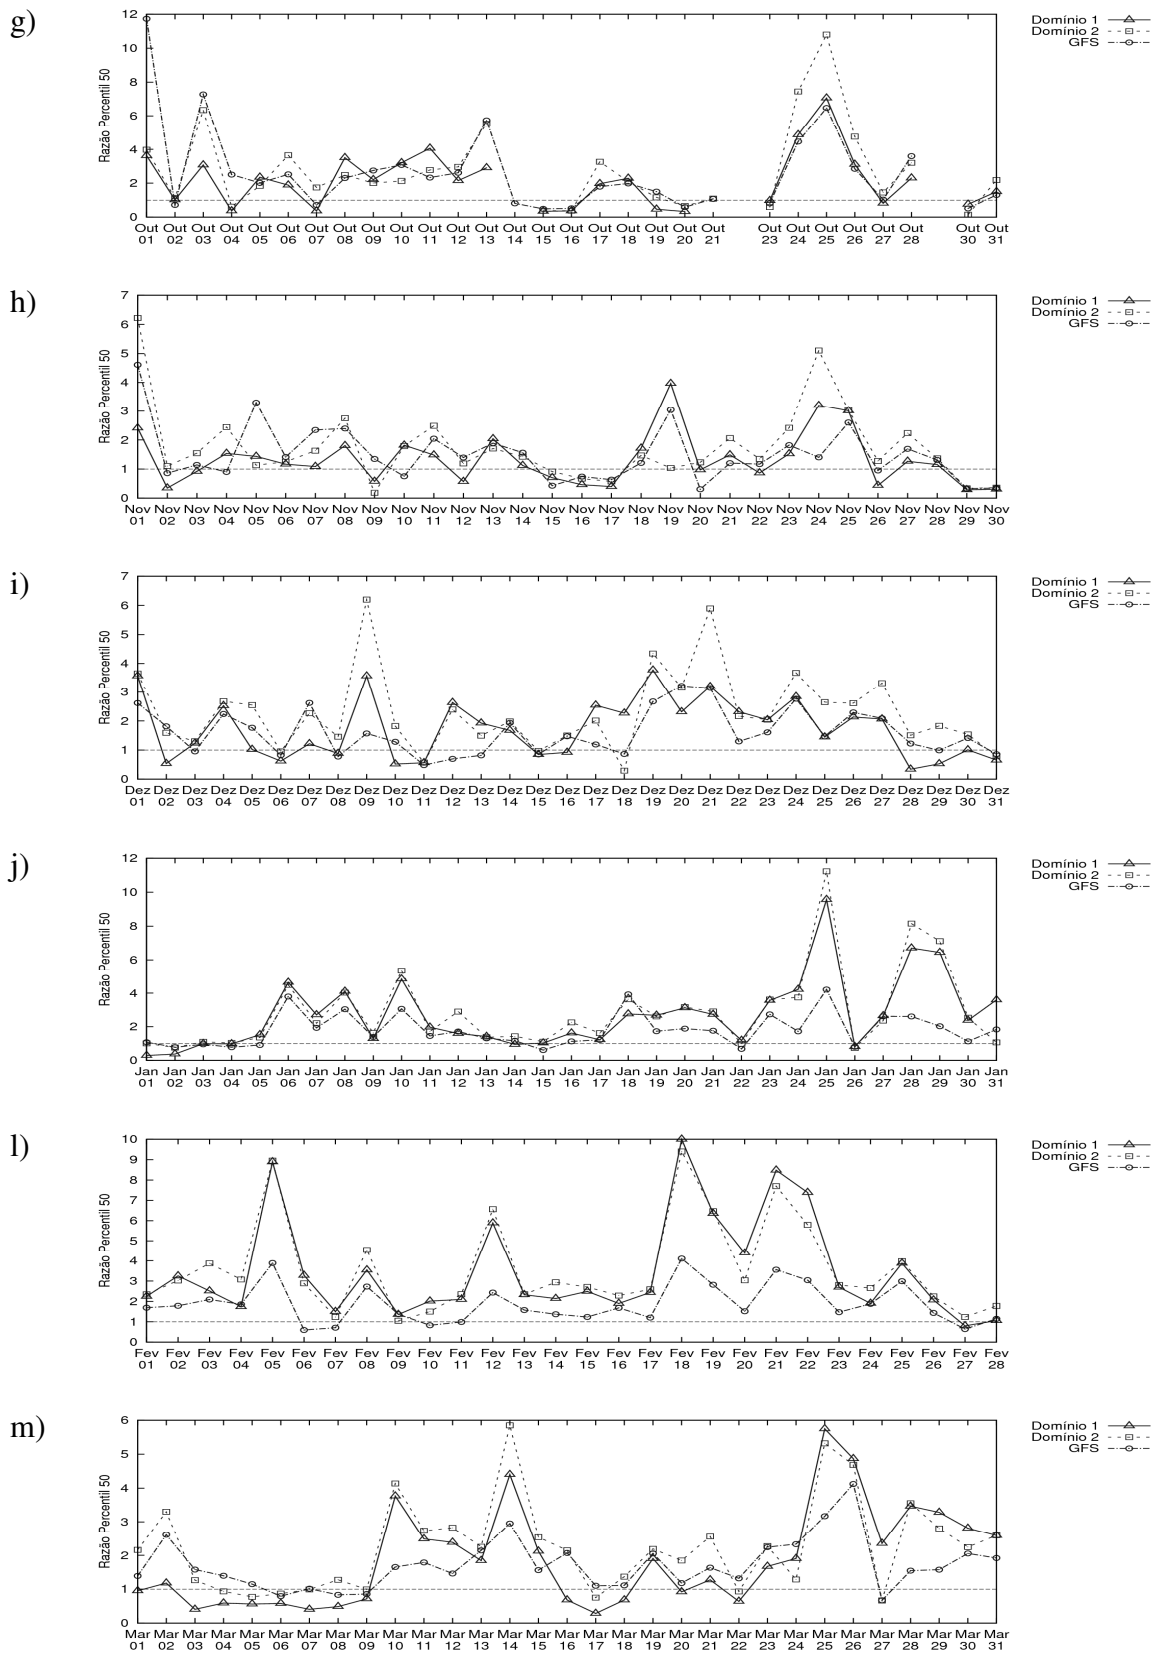 g)
Razão Percentil 50
12
10
8
6
4
2
0
Out 01 Out 02 Out 03 Out 04 Out 05 Out 06 Out 07 Out 08 Out 09 Out 10 Out 11 Out 12 Out 13 Out 14 Out 15 Out 16 Out 17 Out 18 Out 19 Out 20 Out 21 Out 23 Out 24 Out 25 Out 26 Out 27 Out 28 Out 30 Out 31
Domínio 1
Domínio 2
GFS
h)
Razão Percentil 50
7
6
5
4
3
2
1
0
Nov 01 Nov 02 Nov 03 Nov 04 Nov 05 Nov 06 Nov 07 Nov 08 Nov 09 Nov 10 Nov 11 Nov 12 Nov 13 Nov 14 Nov 15 Nov 16 Nov 17 Nov 18 Nov 19 Nov 20 Nov 21 Nov 22 Nov 23 Nov 24 Nov 25 Nov 26 Nov 27 Nov 28 Nov 29 Nov 30
Domínio 1
Domínio 2
GFS
i)
Razão Percentil 50
7
6
5
4
3
2
1
0
Dez 01 Dez 02 Dez 03 Dez 04 Dez 05 Dez 06 Dez 07 Dez 08 Dez 09 Dez 10 Dez 11 Dez 12 Dez 13 Dez 14 Dez 15 Dez 16 Dez 17 Dez 18 Dez 19 Dez 20 Dez 21 Dez 22 Dez 23 Dez 24 Dez 25 Dez 26 Dez 27 Dez 28 Dez 29 Dez 30 Dez 31
Domínio 1
Domínio 2
GFS
j)
Razão Percentil 50
12
10
8
6
4
2
0
Jan 01 Jan 02 Jan 03 Jan 04 Jan 05 Jan 06 Jan 07 Jan 08 Jan 09 Jan 10 Jan 11 Jan 12 Jan 13 Jan 14 Jan 15 Jan 16 Jan 17 Jan 18 Jan 19 Jan 20 Jan 21 Jan 22 Jan 23 Jan 24 Jan 25 Jan 26 Jan 27 Jan 28 Jan 29 Jan 30 Jan 31
Domínio 1
Domínio 2
GFS
l)
Razão Percentil 50
10
9
8
7
6
5
4
3
2
1
0
Fev 01 Fev 02 Fev 03 Fev 04 Fev 05 Fev 06 Fev 07 Fev 08 Fev 09 Fev 10 Fev 11 Fev 12 Fev 13 Fev 14 Fev 15 Fev 16 Fev 17 Fev 18 Fev 19 Fev 20 Fev 21 Fev 22 Fev 23 Fev 24 Fev 25 Fev 26 Fev 27 Fev 28
Domínio 1
Domínio 2
GFS
m)
Razão Percentil 50
6
5
4
3
2
1
0
Mar 01 Mar 02 Mar 03 Mar 04 Mar 05 Mar 06 Mar 07 Mar 08 Mar 09 Mar 10 Mar 11 Mar 12 Mar 13 Mar 14 Mar 15 Mar 16 Mar 17 Mar 18 Mar 19 Mar 20 Mar 21 Mar 22 Mar 23 Mar 24 Mar 25 Mar 26 Mar 27 Mar 28 Mar 29 Mar 30 Mar 31
Domínio 1
Domínio 2
GFS